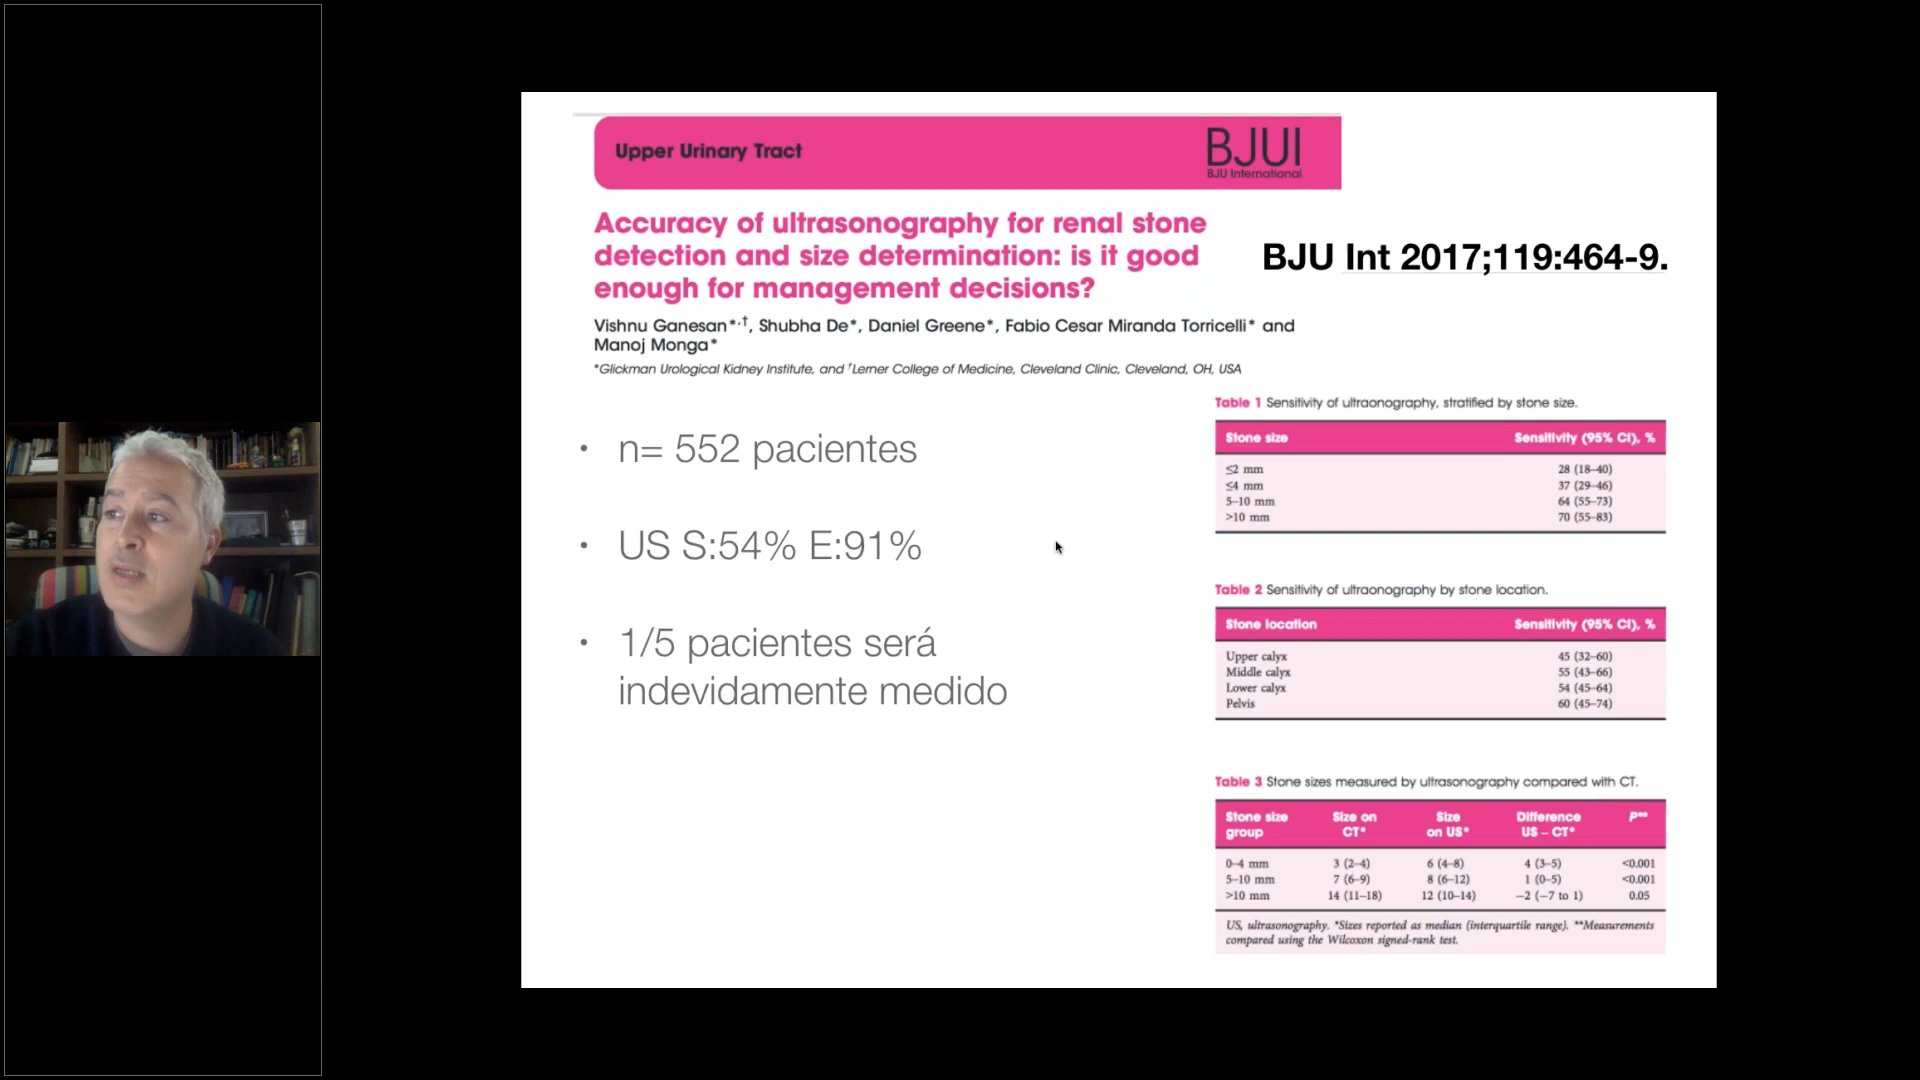 Upper Urinary Tract
BJUI
BJU International
Accuracy of ultrasonography for renal stone
detection and size determination: is it good
enough for management decisions?
BJU Int 2017;119:464-9.
Vishnu Ganesan*,†, Shubha De*, Daniel Greene*, Fabio Cesar Miranda Torricelli* and
Manoj Monga*
*Glickman Urological Kidney Institute, and †Lerner College of Medicine, Cleveland Clinic, Cleveland, OH, USA
• n= 552 pacientes
• US S:54% E:91%
• 1/5 pacientes será
indevidamente medido
Table 1 Sensitivity of ultraonography, stratified by stone size.
Stone size Sensitivity (95% CI), %
≤2 mm 28 (18–40)
≤4 mm 37 (29–46)
5–10 mm 64 (55–73)
>10 mm 70 (55–83)
Table 2 Sensitivity of ultraonography by stone location.
Stone location Sensitivity (95% CI), %
Upper calyx 45 (32–60)
Middle calyx 55 (43–66)
Lower calyx 54 (45–64)
Pelvis 60 (45–74)
Table 3 Stone sizes measured by ultrasonography compared with CT.
Stone size Size on Size Difference P**
group CT* on US* US – CT*
0–4 mm 3 (2–4) 6 (4–8) 4 (3–5) <0.001
5–10 mm 7 (6–9) 8 (6–12) 1 (0–5) <0.001
>10 mm 14 (11–18) 12 (10–14) −2 (−7 to 1) 0.05
US, ultrasonography. *Sizes reported as median (interquartile range). **Measurements
compared using the Wilcoxon signed-rank test.